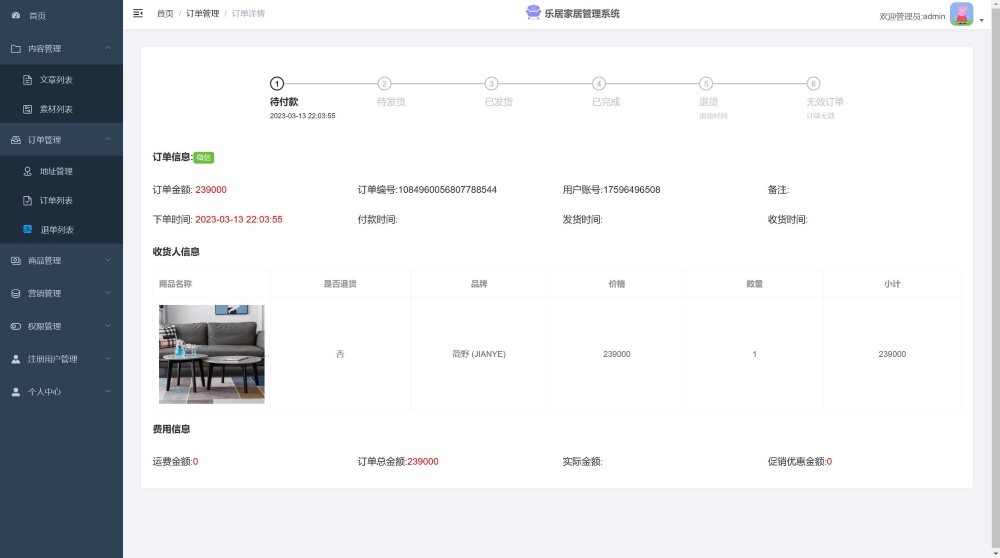 首页
内容管理
文章列表
素材列表
订单管理
地址管理
订单列表
退单列表
商品管理
营销管理
权限管理
注册用户管理
个人中心
首页 / 订单管理 / 订单详情
乐居家居管理系统
欢迎管理员:admin
1 2 3 4 5 6
待付款 待发货 已发货 已完成 退货 无效订单
2023-03-13 22:03:55 退货时间 订单无效
订单信息: 微信
订单金额: 239000 订单编号:1084960056807788544 用户账号:17596496508 备注:
下单时间: 2023-03-13 22:03:55 付款时间: 发货时间: 收货时间:
收货人信息
商品名称 是否退货 品牌 价格 数量 小计
... 否 简野 (JIANYE) 239000 1 239000
费用信息
运费金额:0 订单总金额:239000 实际金额: 促销优惠金额:0